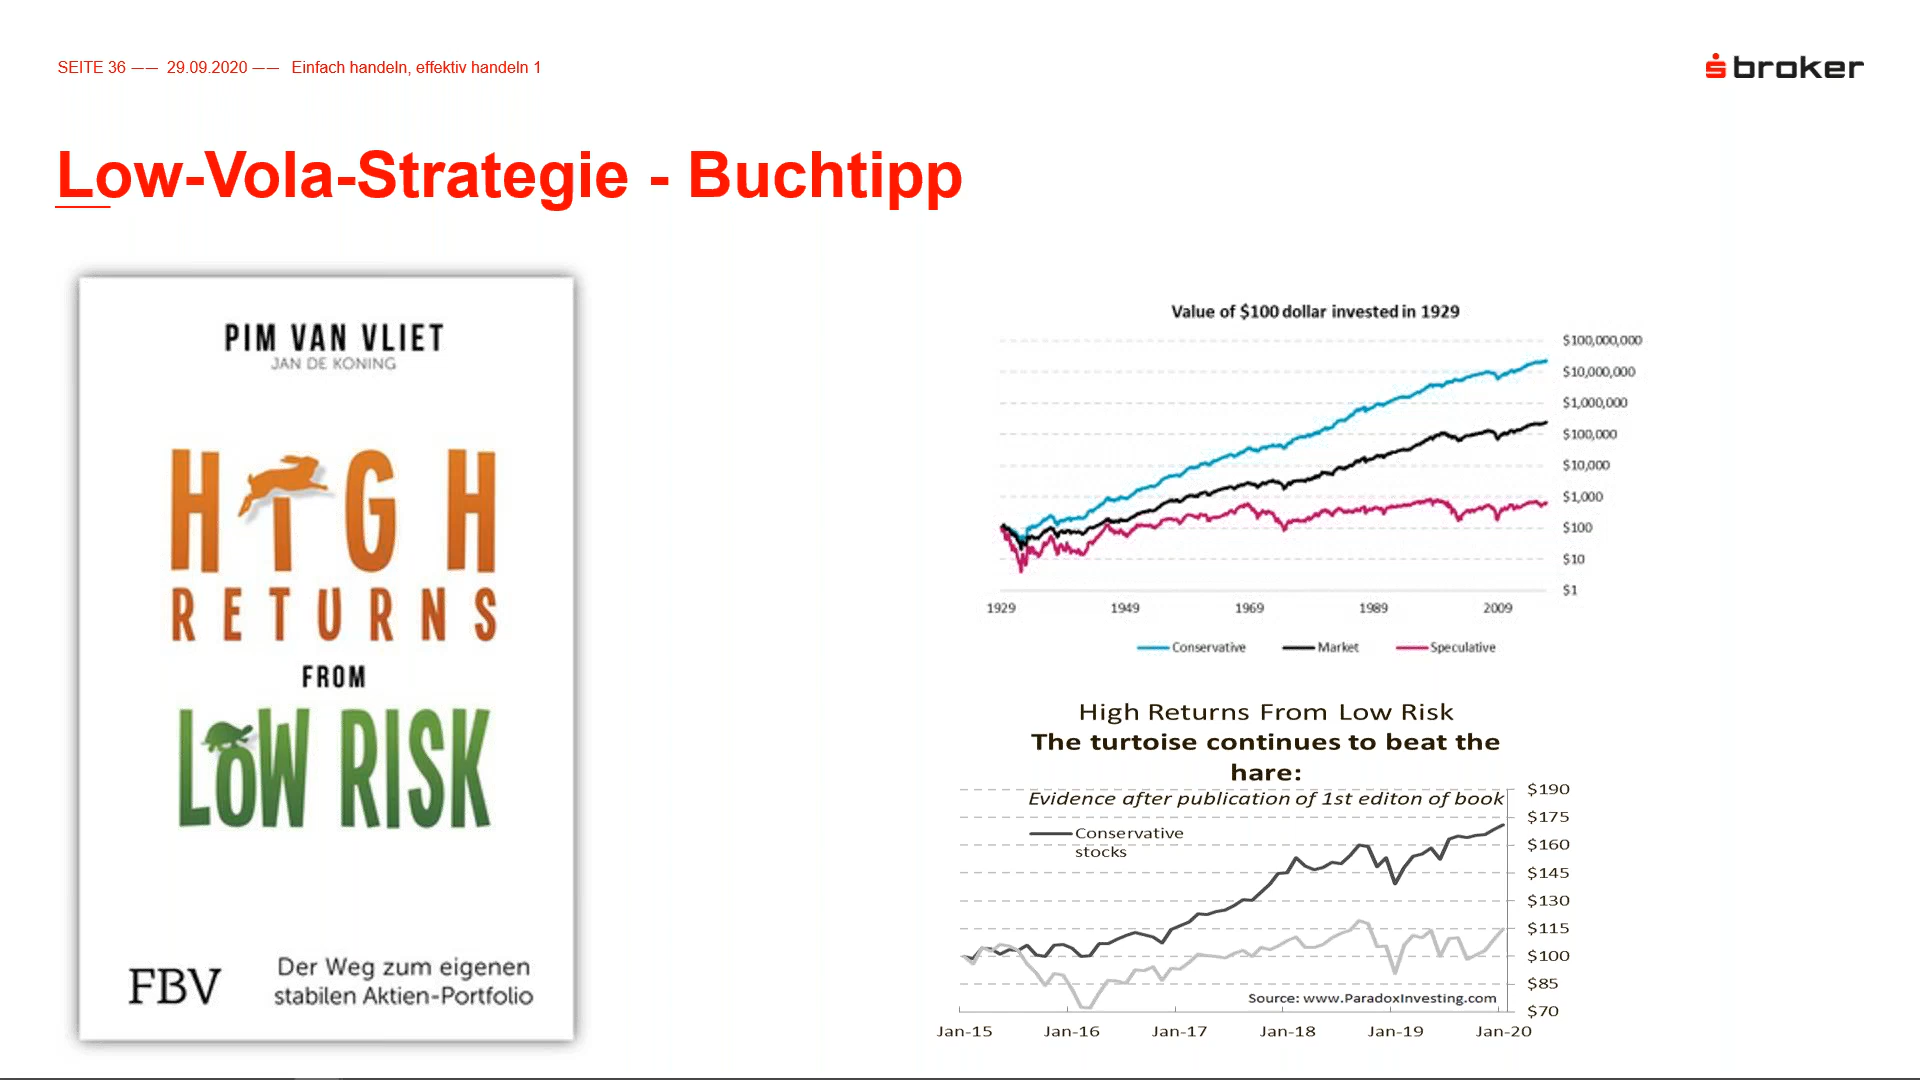 SEITE 36 —— 29.09.2020 —— Einfach handeln, effektiv handeln 1
broker
Low-Vola-Strategie - Buchtipp
PIM VAN VLIET
JAN DE KONING
HIGH
RETURNS
FROM
LOW RISK
FBV
Der Weg zum eigenen
stabilen Aktien-Portfolio
Value of $100 dollar invested in 1929
$100,000,000
$10,000,000
$1,000,000
$100,000
$10,000
$1,000
$100
$10
$1
1929 1949 1969 1989 2009
Conservative Market Speculative
High Returns From Low Risk
The turtoise continues to beat the
hare:
Evidence after publication of 1st editon of book
Conservative
stocks
$190
$175
$160
$145
$130
$115
$100
$85
$70
Source: www.ParadoxInvesting.com
Jan-15 Jan-16 Jan-17 Jan-18 Jan-19 Jan-20